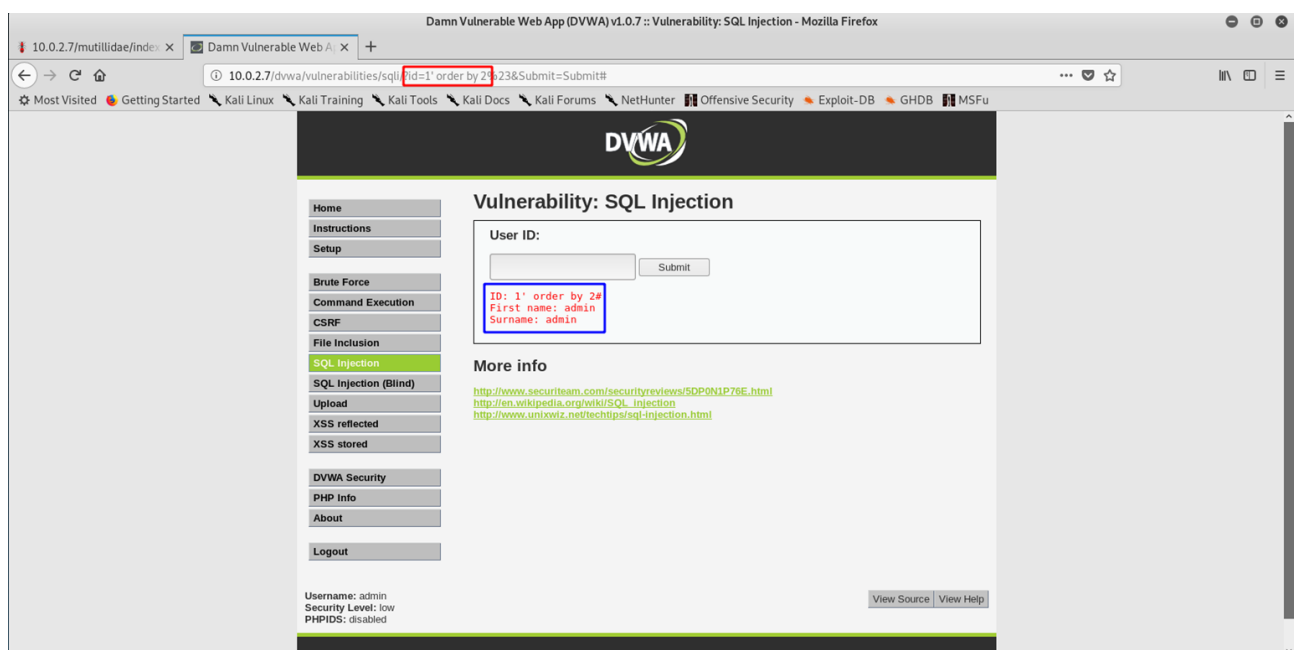 Damn Vulnerable Web App (DVWA) v1.0.7 :: Vulnerability: SQL Injection - Mozilla Firefox
10.0.2.7/mutillidae/index
Damn Vulnerable Web A
10.0.2.7/dvwa/vulnerabilities/sqli/?id=1' order by 2%23&Submit=Submit#
Most Visited Getting Started Kali Linux Kali Training Kali Tools Kali Docs Kali Forums NetHunter Offensive Security Exploit-DB GHDB MSFu
DVWA
Home
Instructions
Setup
Brute Force
Command Execution
CSRF
File Inclusion
SQL Injection
SQL Injection (Blind)
Upload
XSS reflected
XSS stored
DVWA Security
PHP Info
About
Logout
Vulnerability: SQL Injection
User ID:
Submit
ID: 1' order by 2#
First name: admin
Surname: admin
More info
http://www.securiteam.com/securityreviews/5DP0N1P76E.html
http://en.wikipedia.org/wiki/SQL_injection
http://www.unixwiz.net/techtips/sql-injection.html
Username: admin
Security Level: low
PHPIDS: disabled
View Source View Help